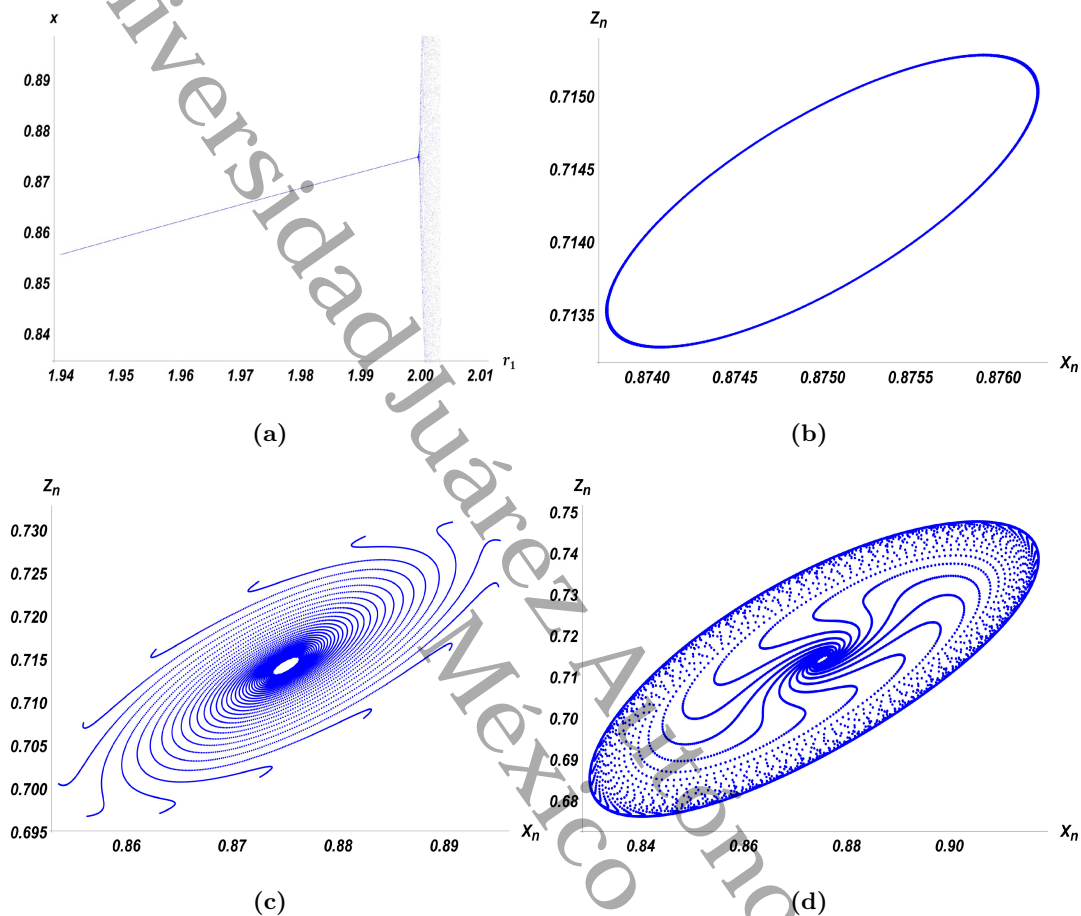 x
0.89
0.88
0.87
0.86
0.85
0.84
1.94 1.95 1.96 1.97 1.98 1.99 2.00 2.01
r₁
(a)
Zₙ
0.7150
0.7145
0.7140
0.7135
0.8740 0.8745 0.8750 0.8755 0.8760
Xₙ
(b)
Zₙ
0.730
0.725
0.720
0.715
0.710
0.705
0.700
0.695
0.86 0.87 0.88 0.89
Xₙ
(c)
Zₙ
0.75
0.74
0.73
0.72
0.71
0.70
0.69
0.68
0.84 0.86 0.88 0.90
Xₙ
(d)
niversidad Juárez Autóno
México